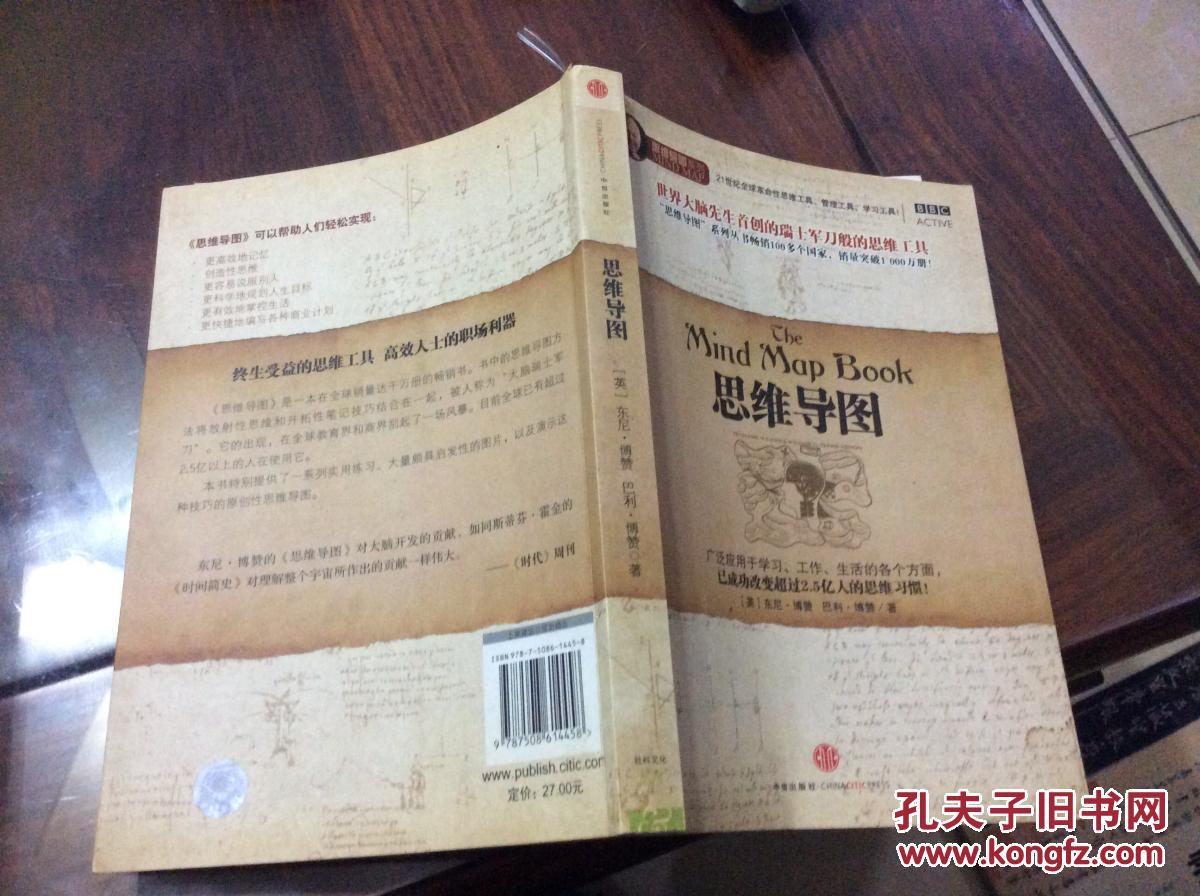 《思维导图》可以帮助人们轻松实现：
更高效地记忆
创造性思维
更容易说服别人
更科学地规划人生目标
更有效地掌控生活
更快捷地编写各种商业计划
终生受益的思维工具 高效人士的职场利器
《思维导图》是一本在全球销量达千万册的畅销书。书中的思维导图方
法将放射性思维和开拓性笔记技巧结合在一起，被人称为“大脑瑞士军
刀”。它的出现，在全球教育界和商界刮起了一场风暴。目前全球已有超过
2.5亿以上的人在使用它。
本书特别提供了一系列实用练习、大量颇具启发性的图片，以及演示这
种技巧的原创性思维导图。
东尼·博赞的《思维导图》对大脑开发的贡献，如同斯蒂芬·霍金的
《时间简史》对理解整个宇宙所作出的贡献一样伟大。
——《时代》周刊
ISBN 978-7-5086-1445-8
9 787508 614458 >
www.publish.citic.com
定价：27.00元
中信出版社
思维导图
［英］东尼·博赞 巴利·博赞◎著
社科文化
思维导图
MIND MAP
21世纪全球革命性思维工具、管理工具、学习工具！
BBC
ACTIVE
世界大脑先生首创的瑞士军刀般的思维工具
“思维导图”系列丛书畅销100多个国家，销量突破1 000万册！
The
Mind Map Book
思维导图
广泛应用于学习、工作、生活的各个方面，
已成功改变超过2.5亿人的思维习惯！
［英］东尼·博赞 巴利·博赞／著
中信出版社·CHINACITICPRESS
孔夫子旧书网
www.kongfz.com